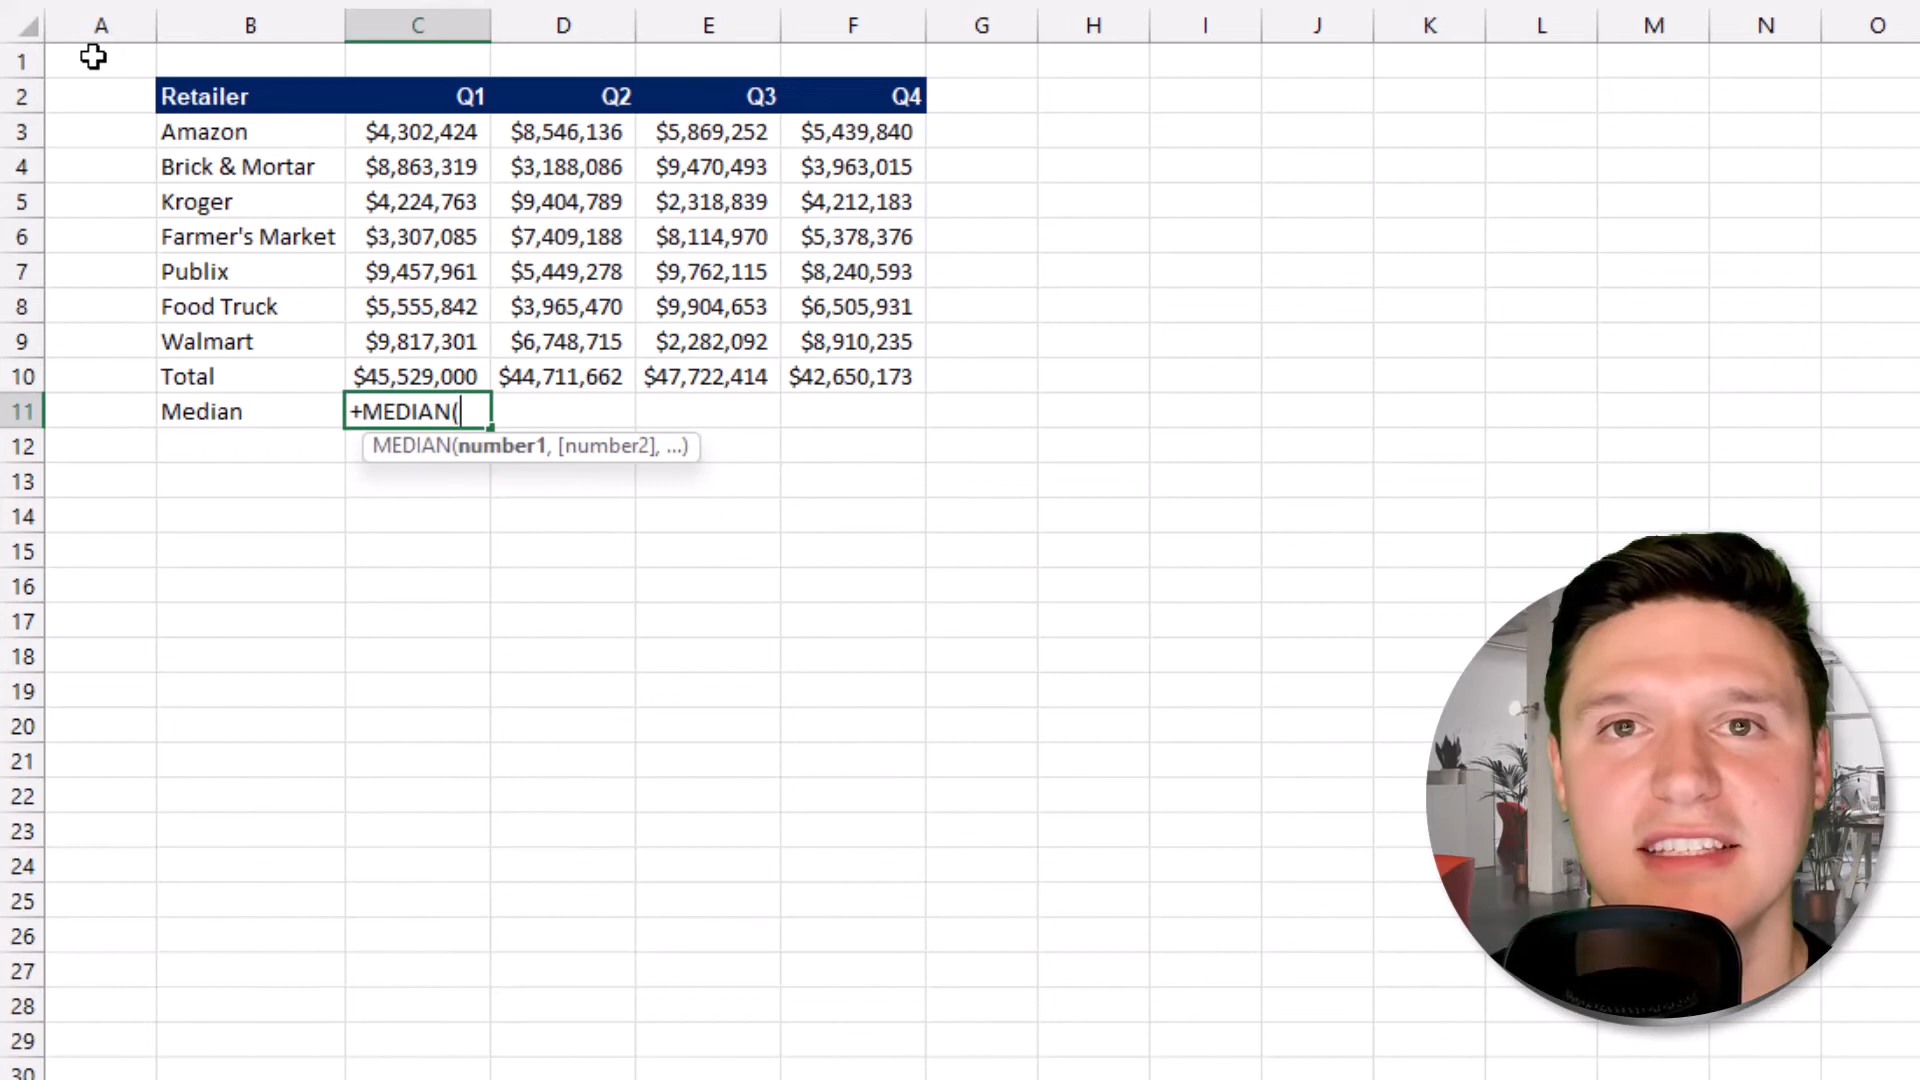 A B C D E F G H I J K L M N O
1
2 Retailer Q1 Q2 Q3 Q4
3 Amazon $4,302,424 $8,546,136 $5,869,252 $5,439,840
4 Brick & Mortar $8,863,319 $3,188,086 $9,470,493 $3,963,015
5 Kroger $4,224,763 $9,404,789 $2,318,839 $4,212,183
6 Farmer's Market $3,307,085 $7,409,188 $8,114,970 $5,378,376
7 Publix $9,457,961 $5,449,278 $9,762,115 $8,240,593
8 Food Truck $5,555,842 $3,965,470 $9,904,653 $6,505,931
9 Walmart $9,817,301 $6,748,715 $2,282,092 $8,910,235
10 Total $45,529,000 $44,711,662 $47,722,414 $42,650,173
11 Median +MEDIAN(
12 MEDIAN(number1, [number2], ...)
13
14
15
16
17
18
19
20
21
22
23
24
25
26
27
28
29
30